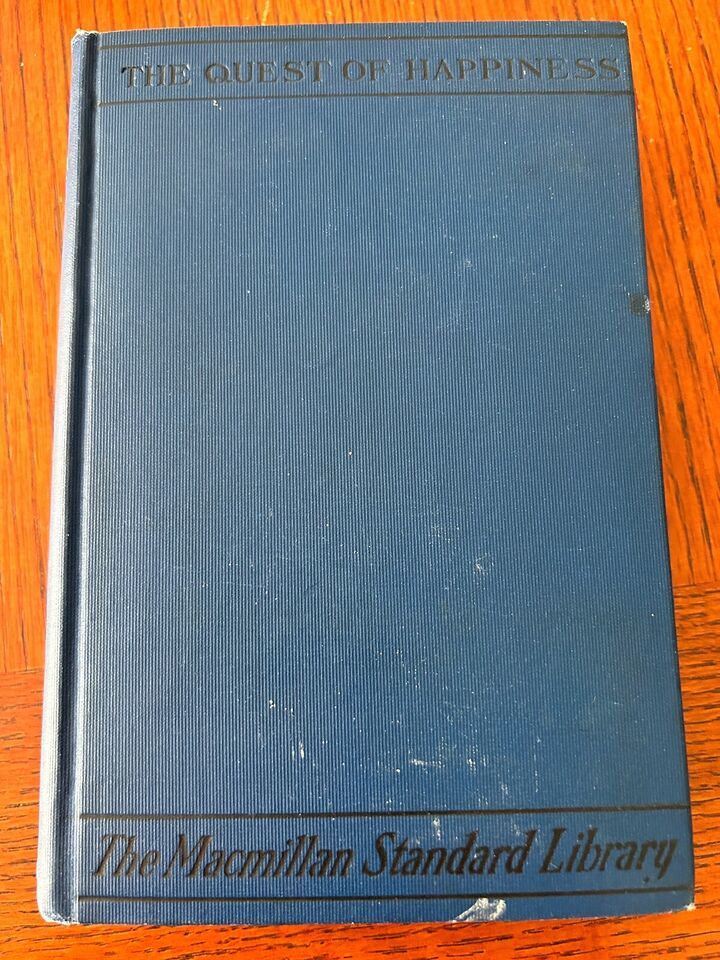 THE QUEST OF HAPPINESS
The Macmillan Standard Library